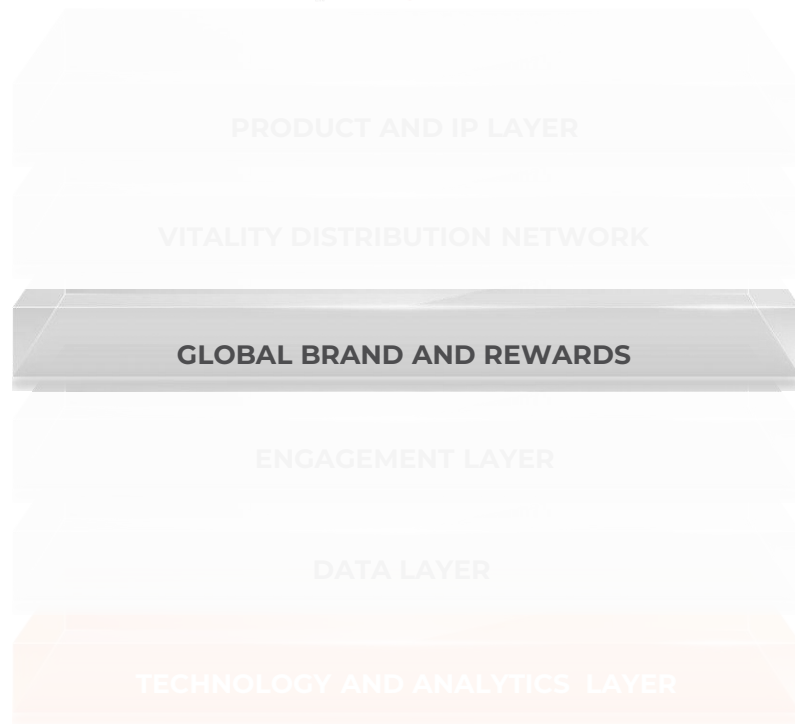 PRODUCT AND IP LAYER
VITALITY DISTRIBUTION NETWORK
GLOBAL BRAND AND REWARDS
ENGAGEMENT LAYER
DATA LAYER
TECHNOLOGY AND ANALYTICS LAYER